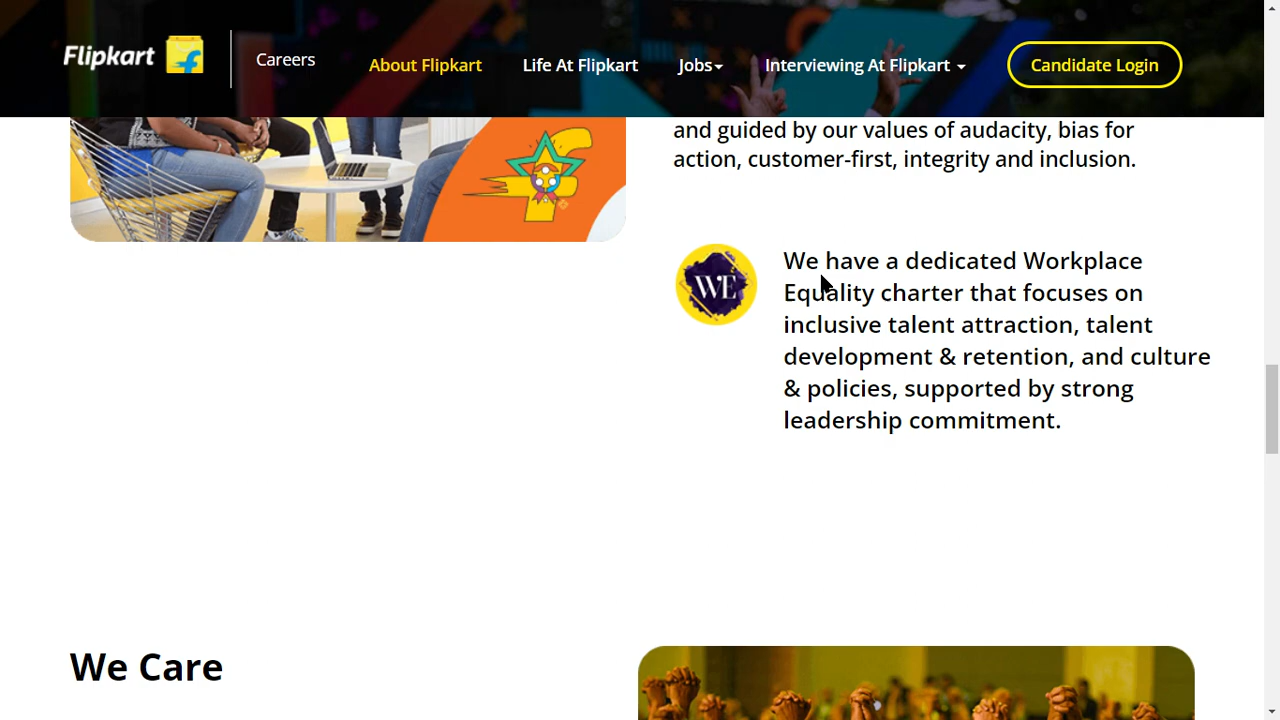 Flipkart
Careers
About Flipkart
Life At Flipkart
Jobs
Interviewing At Flipkart
Candidate Login
and guided by our values of audacity, bias for
action, customer-first, integrity and inclusion.
WE
We have a dedicated Workplace
Equality charter that focuses on
inclusive talent attraction, talent
development & retention, and culture
& policies, supported by strong
leadership commitment.
We Care